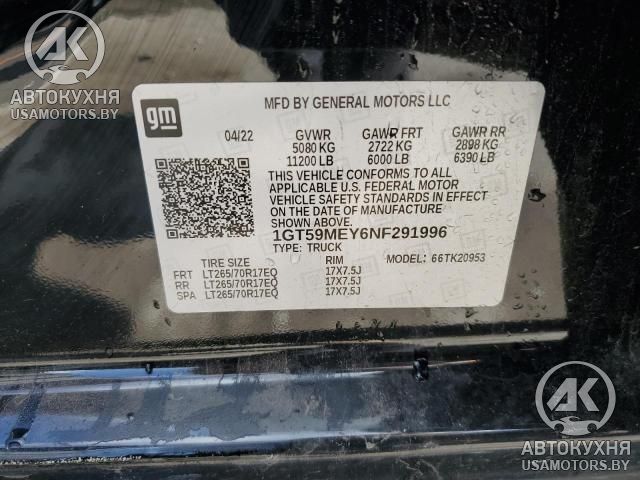 АК
АВТОКУХНЯ
USAMOTORS.BY
gm
MFD BY GENERAL MOTORS LLC
04/22 GVWR GAWR FRT GAWR RR
5080 KG 2722 KG 2898 KG
11200 LB 6000 LB 6390 LB
THIS VEHICLE CONFORMS TO ALL
APPLICABLE U.S. FEDERAL MOTOR
VEHICLE SAFETY STANDARDS IN EFFECT
ON THE DATE OF MANUFACTURE
SHOWN ABOVE.
1GT59MEY6NF291996
TYPE: TRUCK MODEL: 66TK20953
TIRE SIZE RIM
FRT LT265/70R17EQ 17X7.5J
RR LT265/70R17EQ 17X7.5J
SPA LT265/70R17EQ 17X7.5J
АК
АВТОКУХНЯ
USAMOTORS.BY